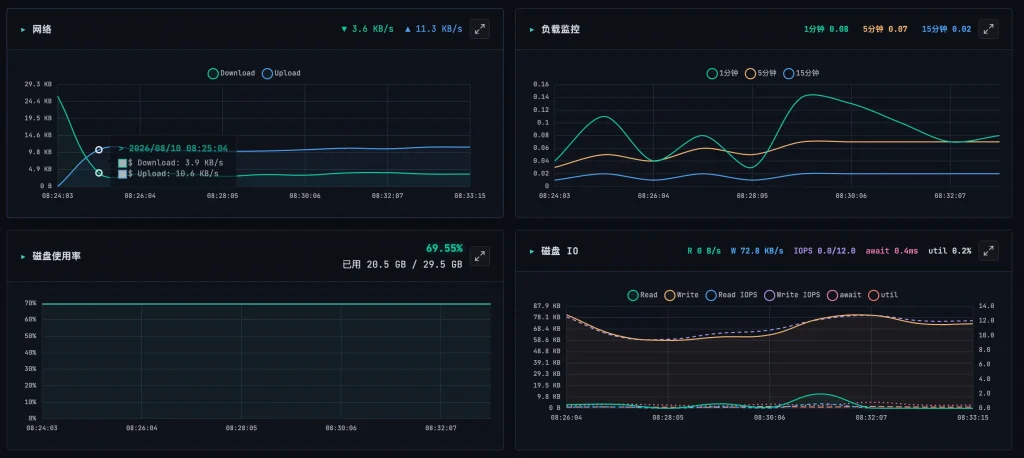 ▸ 网络 ▼ 3.6 KB/s ▲ 11.3 KB/s
Download Upload
29.3 KB
24.4 KB
19.5 KB
14.6 KB
9.8 KB
4.9 KB
0 B
> 2026/08/10 08:25:04
$ Download: 3.9 KB/s
$ Upload: 10.6 KB/s
08:24:03 08:26:04 08:28:05 08:30:06 08:32:07 08:33:15
▸ 负载监控 1分钟 0.08 5分钟 0.07 15分钟 0.02
1分钟 5分钟 15分钟
0.16
0.14
0.12
0.1
0.08
0.06
0.04
0.02
0
08:24:03 08:26:04 08:28:05 08:30:06 08:32:07
▸ 磁盘使用率
69.55%
已用 20.5 GB / 29.5 GB
70%
60%
50%
40%
30%
20%
10%
0%
08:24:03 08:26:04 08:28:05 08:30:06 08:32:07
▸ 磁盘 IO R 0 B/s W 72.8 KB/s IOPS 0.0/12.0 await 0.4ms util 0.2%
Read Write Read IOPS Write IOPS await util
87.9 KB 14.0
78.1 KB 12.0
68.4 KB 10.0
58.6 KB 8.0
48.8 KB 6.0
39.1 KB 4.0
29.3 KB 2.0
19.5 KB 0.0
9.8 KB
0 B
08:26:04 08:28:05 08:30:06 08:32:07 08:33:15